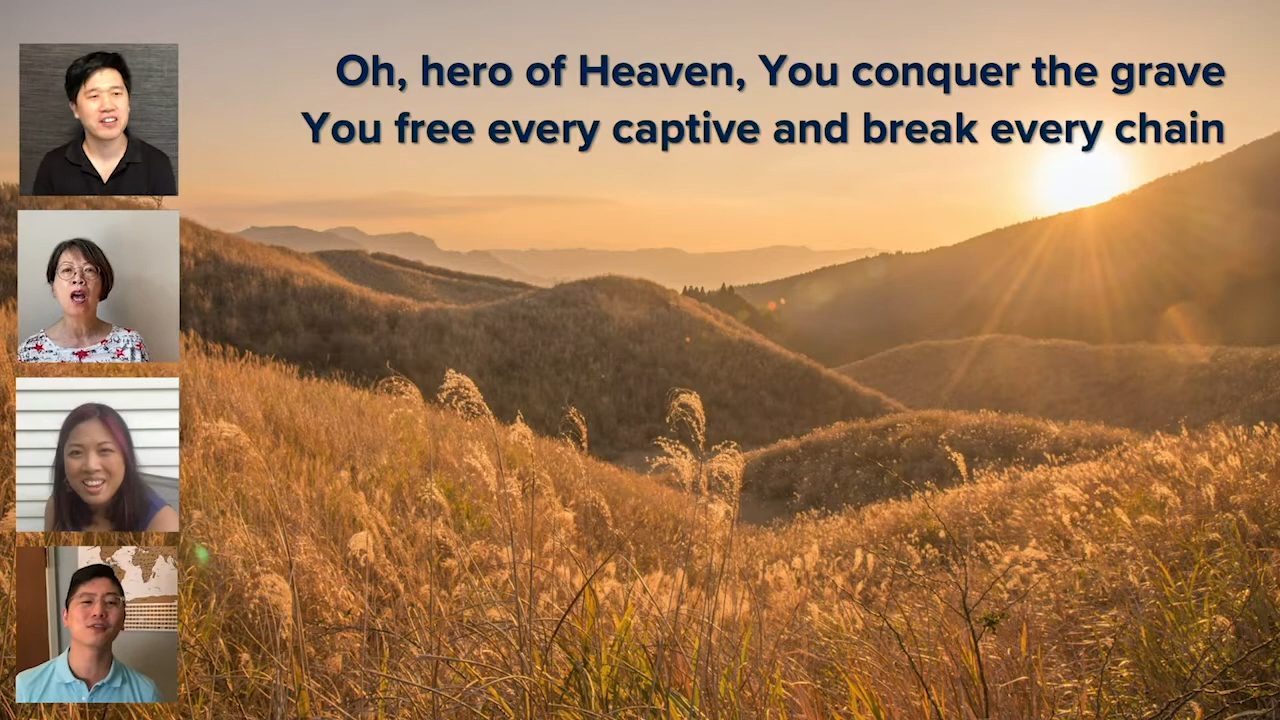 Oh, hero of Heaven, You conquer the grave
You free every captive and break every chain